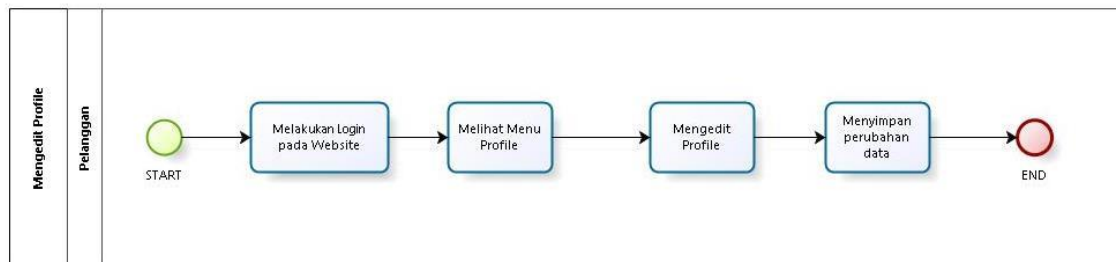 Mengedit Profile
Pelanggan
START
Melakukan Login
pada Website
Melihat Menu
Profile
Mengedit
Profile
Menyimpan
perubahan
data
END